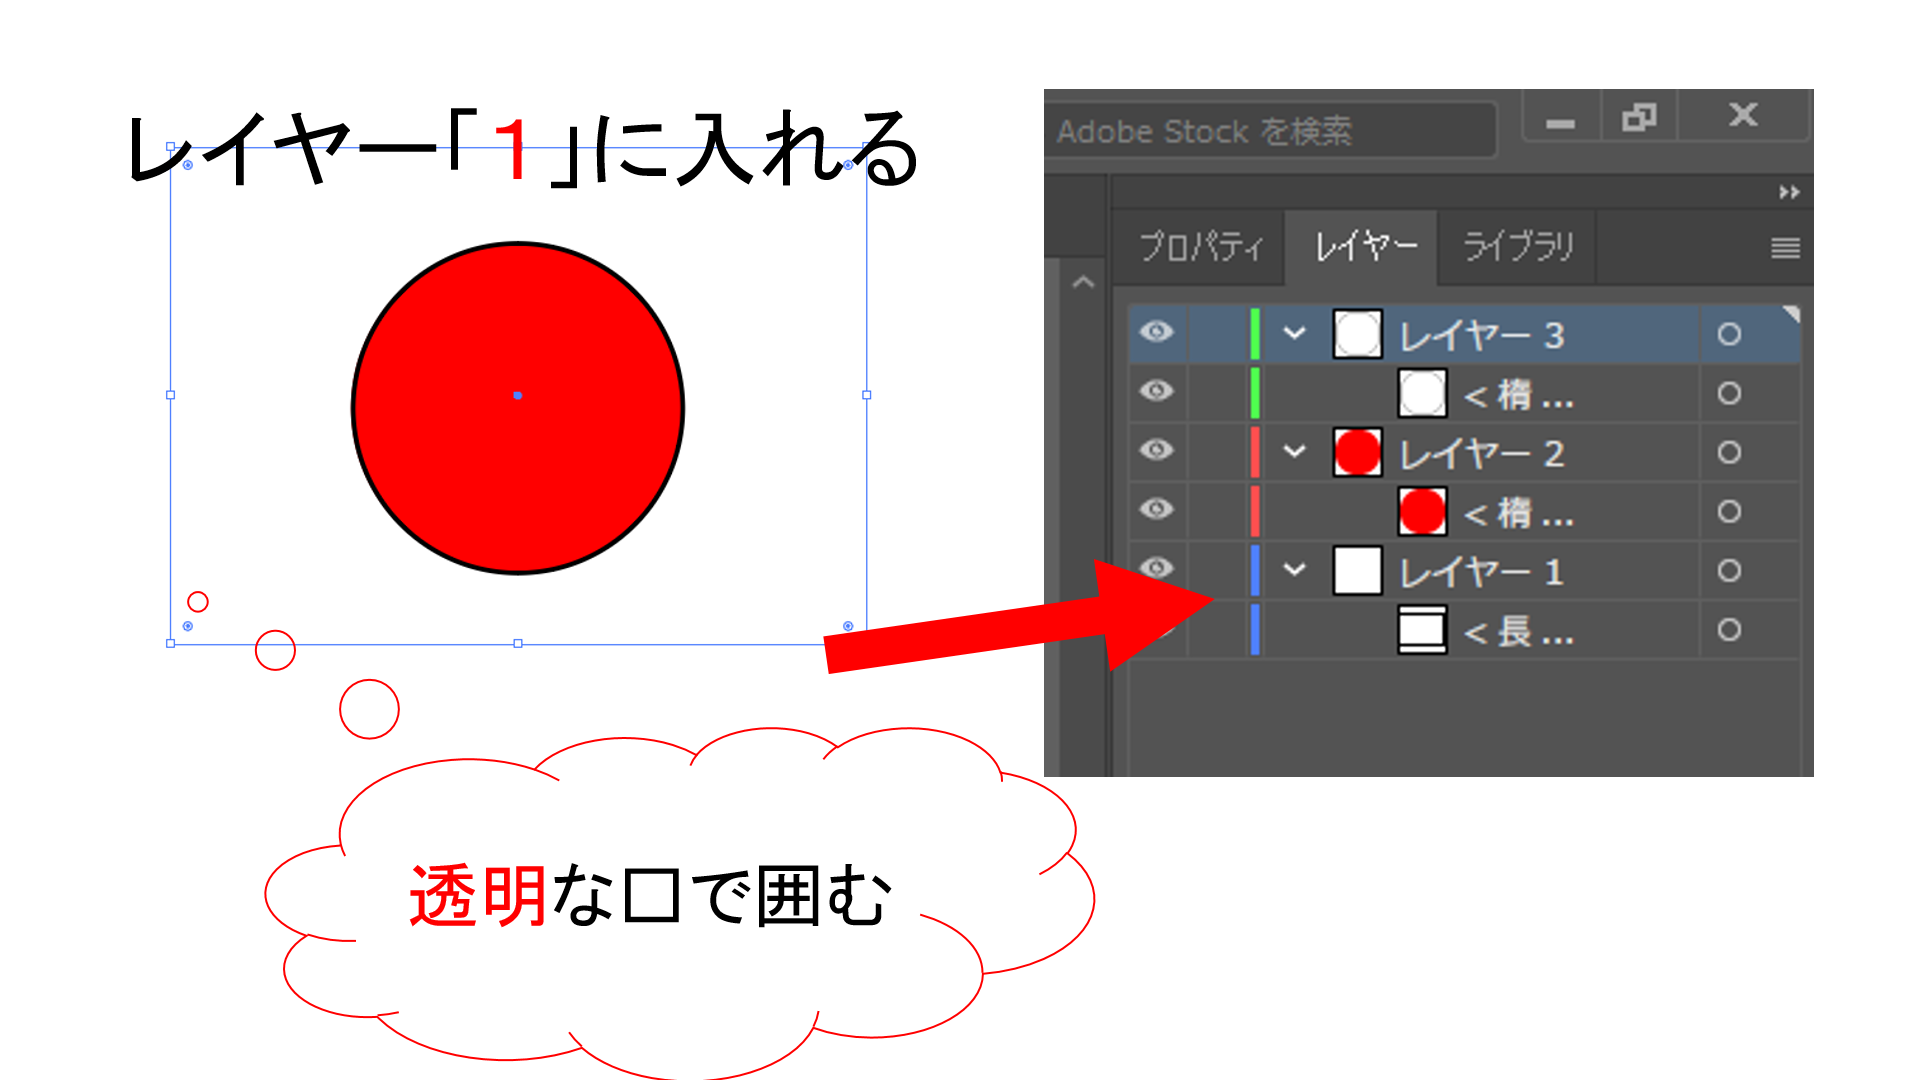 レイヤー「1」に入れる
Adobe Stock を検索
プロパティ レイヤー ライブラリ
レイヤー 3
< 楕 ...
レイヤー 2
< 楕 ...
レイヤー 1
< 長 ...
透明な□で囲む